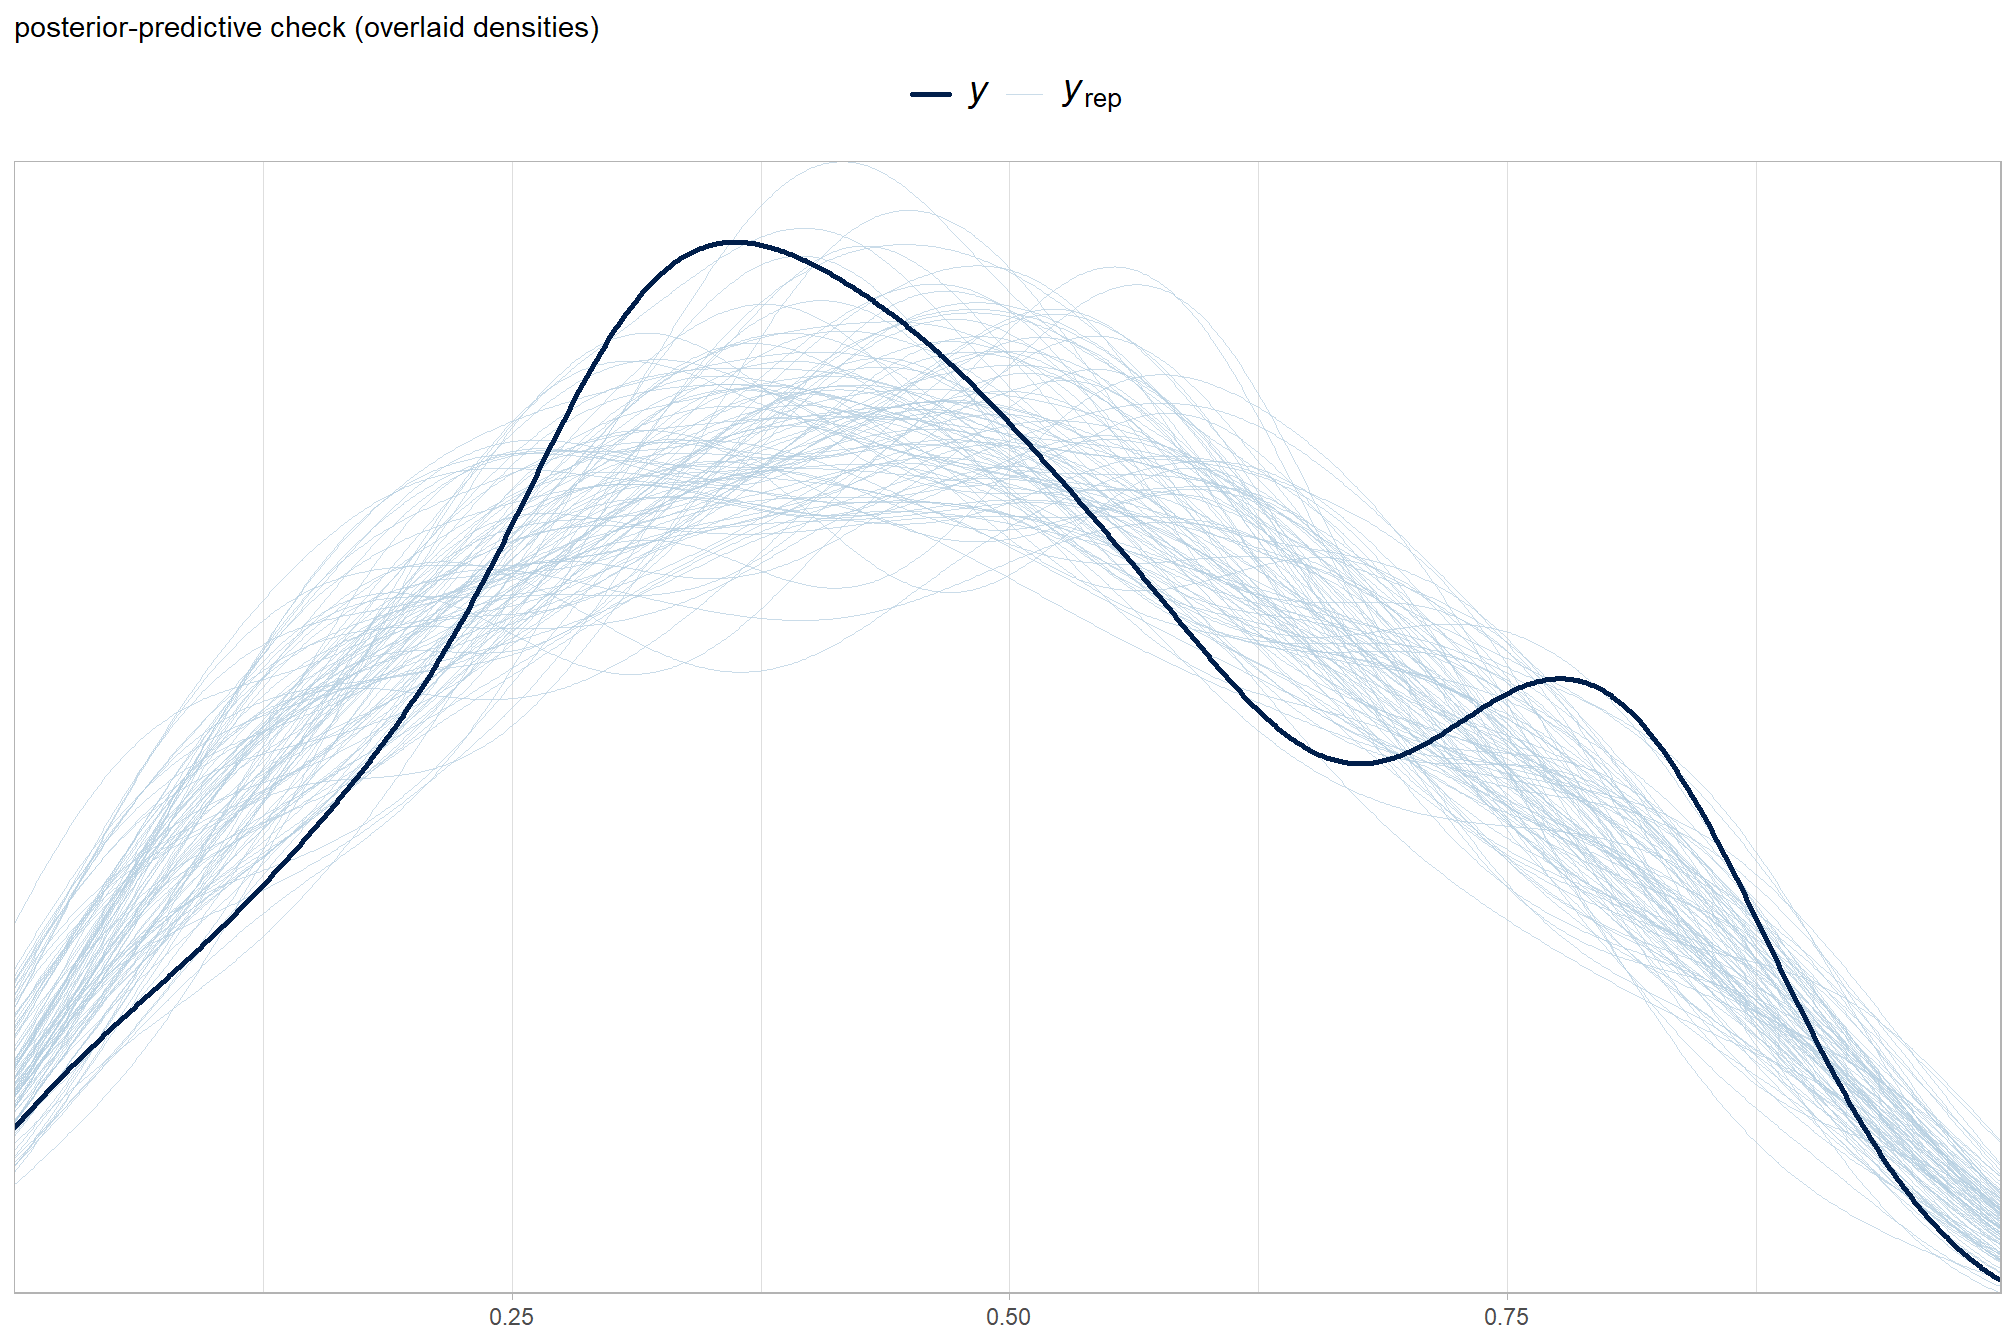 posterior-predictive check (overlaid densities)
y y rep
0.25 0.50 0.75